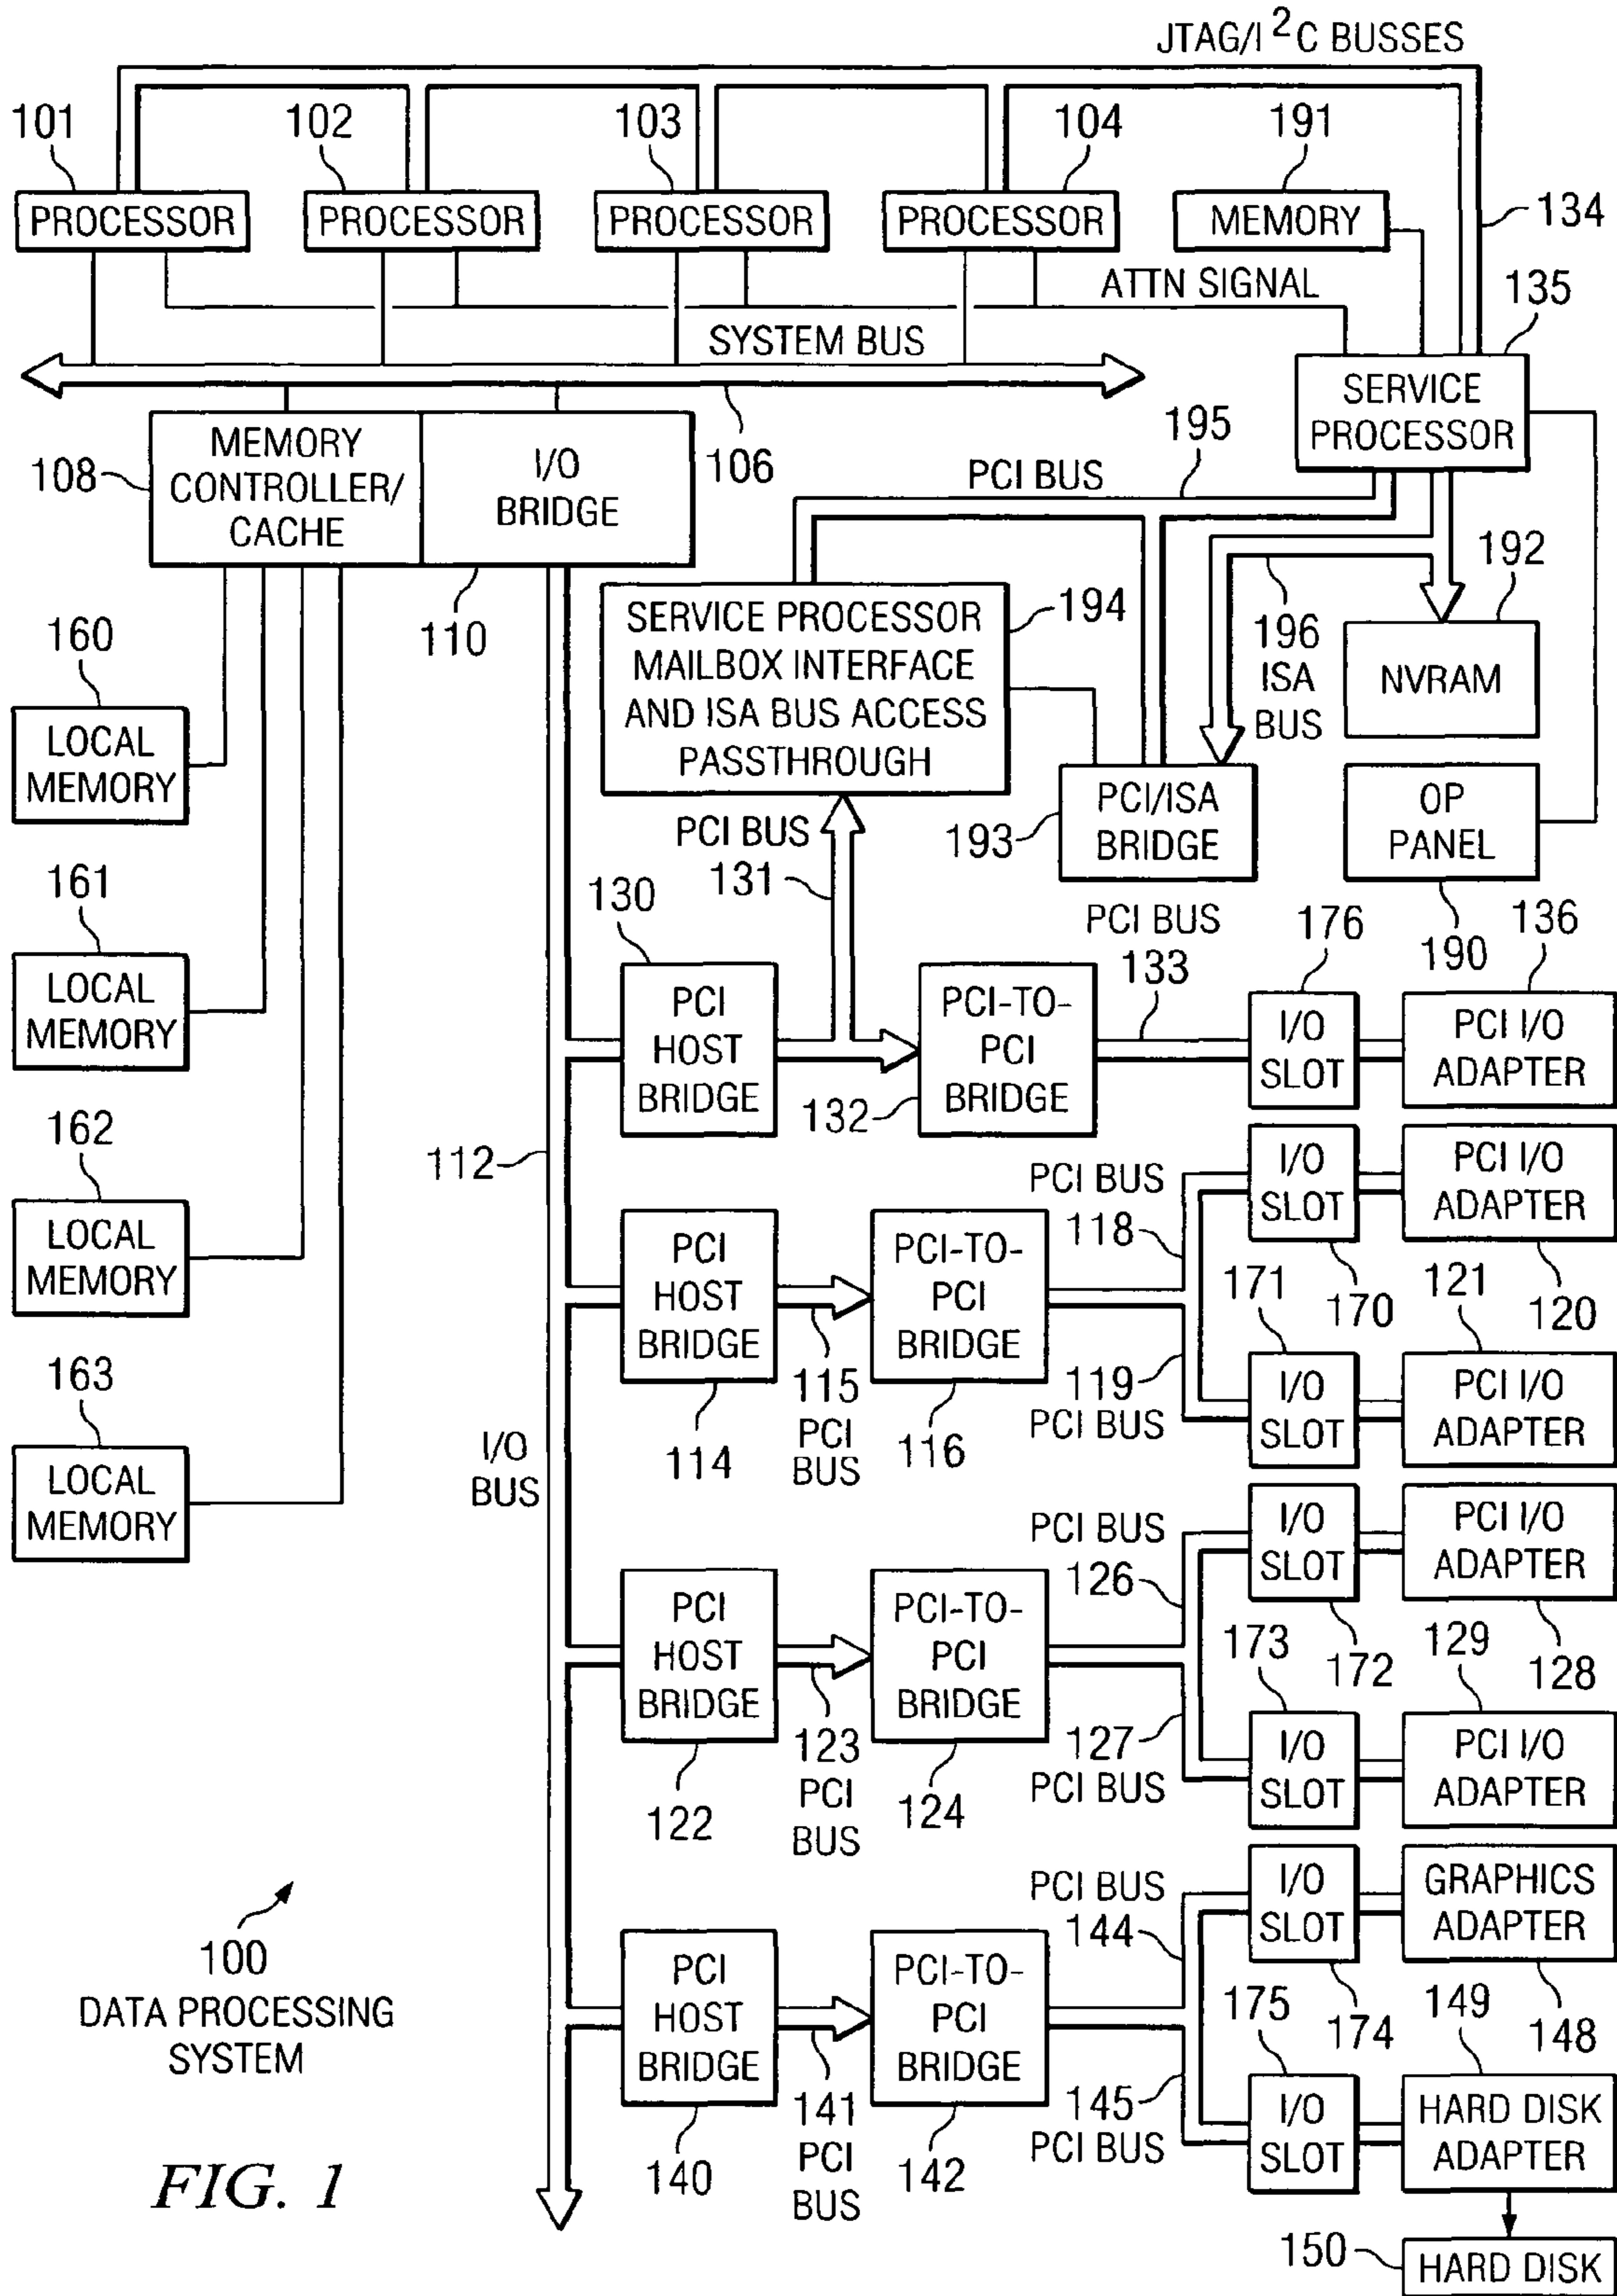 JTAG/I²C BUSSES
101
102
103
104
191
PROCESSOR
PROCESSOR
PROCESSOR
PROCESSOR
MEMORY
134
ATTN SIGNAL
135
SYSTEM BUS
SERVICE
PROCESSOR
108
MEMORY
CONTROLLER/
CACHE
I/O
BRIDGE
106
195
PCI BUS
192
110
SERVICE PROCESSOR
MAILBOX INTERFACE
AND ISA BUS ACCESS
PASSTHROUGH
194
196
ISA
BUS
NVRAM
160
LOCAL
MEMORY
PCI BUS
131
193
PCI/ISA
BRIDGE
OP
PANEL
190
161
LOCAL
MEMORY
130
PCI
HOST
BRIDGE
132
PCI-TO-
PCI
BRIDGE
PCI BUS
133
176
I/O
SLOT
136
PCI I/O
ADAPTER
162
LOCAL
MEMORY
112
PCI
HOST
BRIDGE
114
115
PCI
BUS
PCI-TO-
PCI
BRIDGE
116
PCI BUS
118
I/O
SLOT
170
PCI I/O
ADAPTER
120
119
PCI BUS
171
I/O
SLOT
121
PCI I/O
ADAPTER
163
LOCAL
MEMORY
I/O
BUS
PCI
HOST
BRIDGE
122
123
PCI
BUS
PCI-TO-
PCI
BRIDGE
124
PCI BUS
126
I/O
SLOT
172
PCI I/O
ADAPTER
128
127
PCI BUS
173
I/O
SLOT
129
PCI I/O
ADAPTER
100
DATA PROCESSING
SYSTEM
PCI
HOST
BRIDGE
140
141
PCI
BUS
PCI-TO-
PCI
BRIDGE
142
PCI BUS
144
I/O
SLOT
174
GRAPHICS
ADAPTER
148
145
PCI BUS
175
I/O
SLOT
149
HARD DISK
ADAPTER
150
HARD DISK
FIG. 1